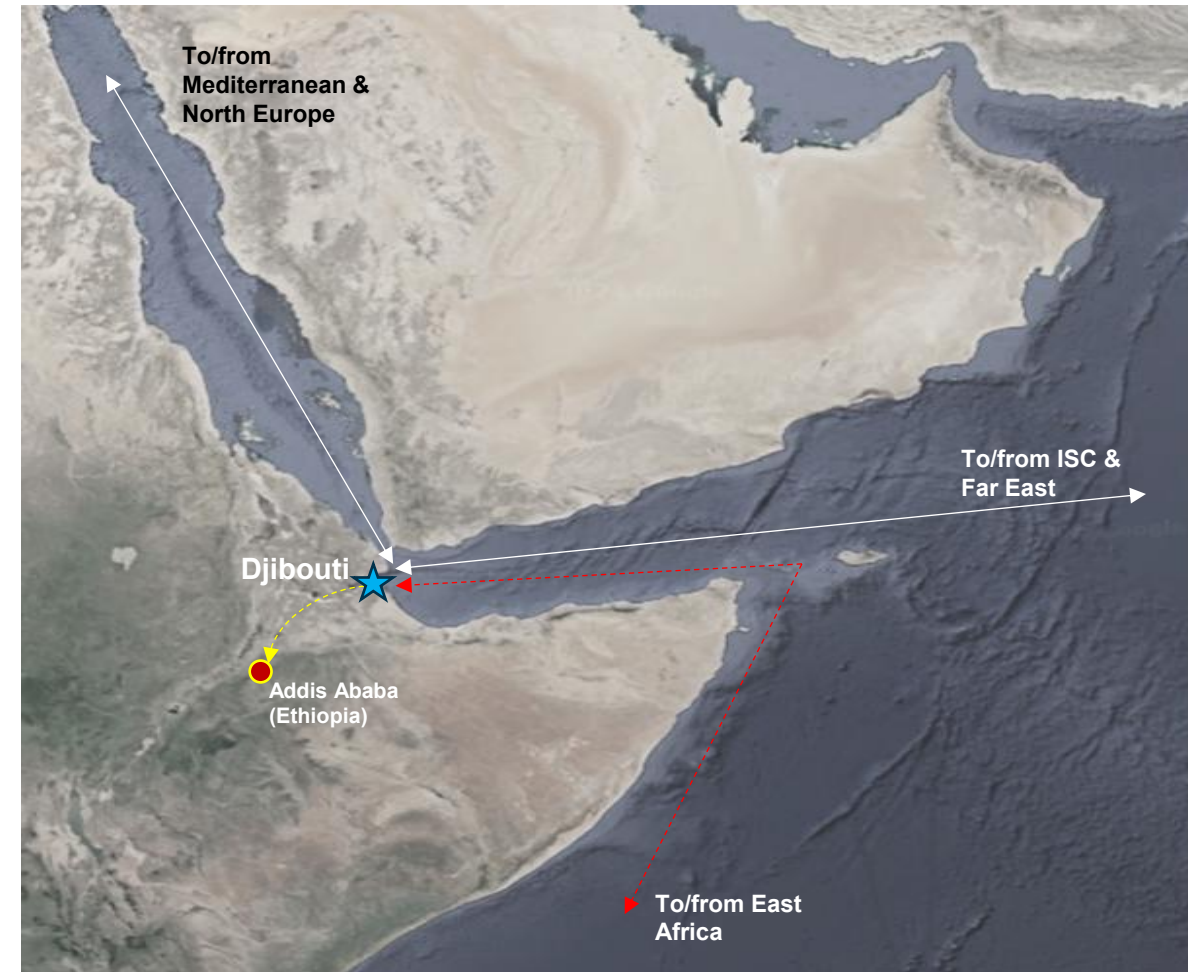 To/from
Mediterranean &
North Europe
To/from ISC &
Far East
Djibouti
Addis Ababa
(Ethiopia)
To/from East
Africa